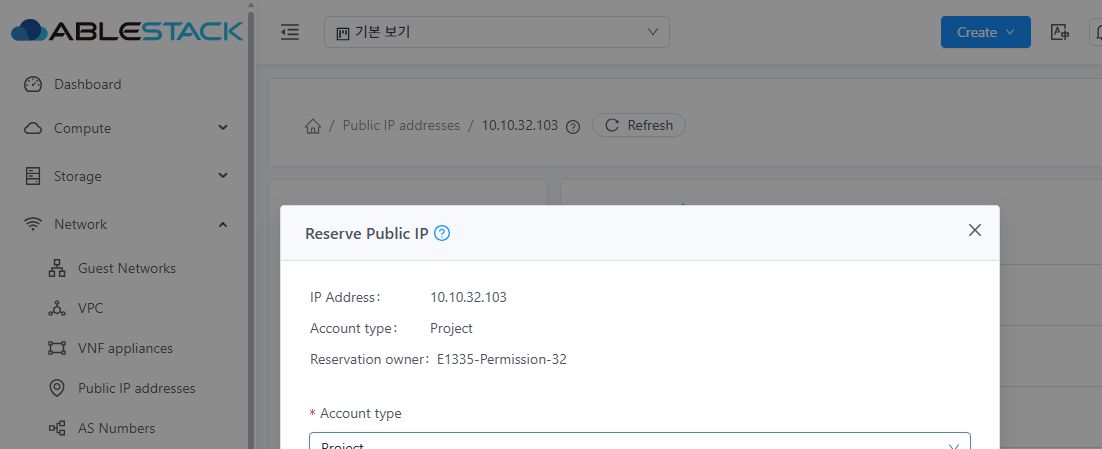 ABLESTACK
기본 보기
Create
Dashboard
Compute
Storage
Network
Guest Networks
VPC
VNF appliances
Public IP addresses
AS Numbers
/ Public IP addresses / 10.10.32.103
Refresh
Reserve Public IP
IP Address: 10.10.32.103
Account type: Project
Reservation owner: E1335-Permission-32
* Account type
Project